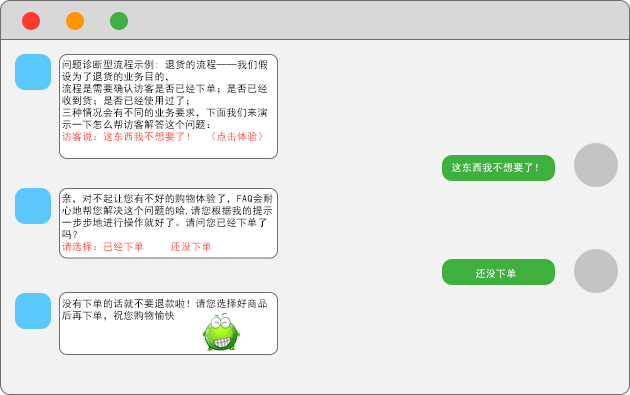 问题诊断型流程示例：退货的流程——我们假
设为了退货的业务目的，
流程是需要确认访客是否已经下单；是否已经
收到货；是否已经使用过了；
三种情况会有不同的业务要求，下面我们来演
示一下怎么帮访客解答这个问题：
访客说：这东西我不想要了！ （点击体验）
这东西我不想要了！
亲，对不起让您有不好的购物体验了，FAQ会耐
心地帮您解决这个问题的哈.请您根据我的提示
一步步地进行操作就好了。请问您已经下单了
吗？
请选择：已经下单 还没下单
还没下单
没有下单的话就不要退款啦！请您选择好商品
后再下单，祝您购物愉快